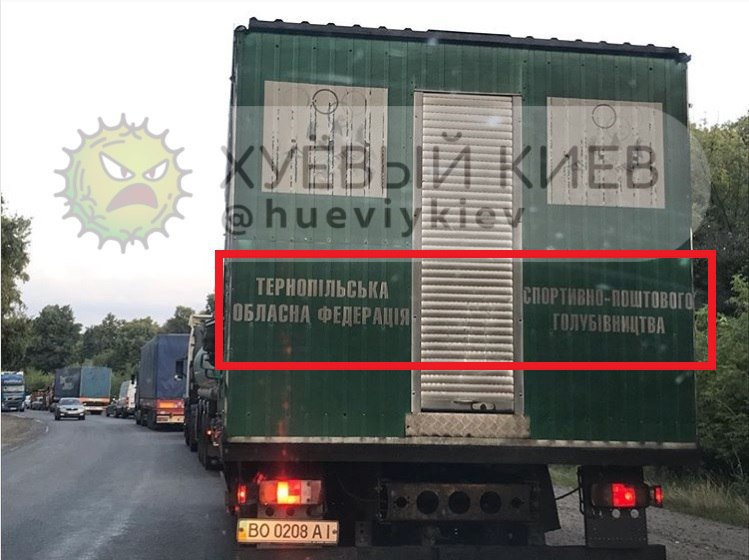 ХУЁВЫЙ КИЕВ
@hueviykiev
ТЕРНОПІЛЬСЬКА
ОБЛАСНА ФЕДЕРАЦІЯ
СПОРТИВНО-ПОШТОВОГО
ГОЛУБІВНИЦТВА
ВО 0208 АІ